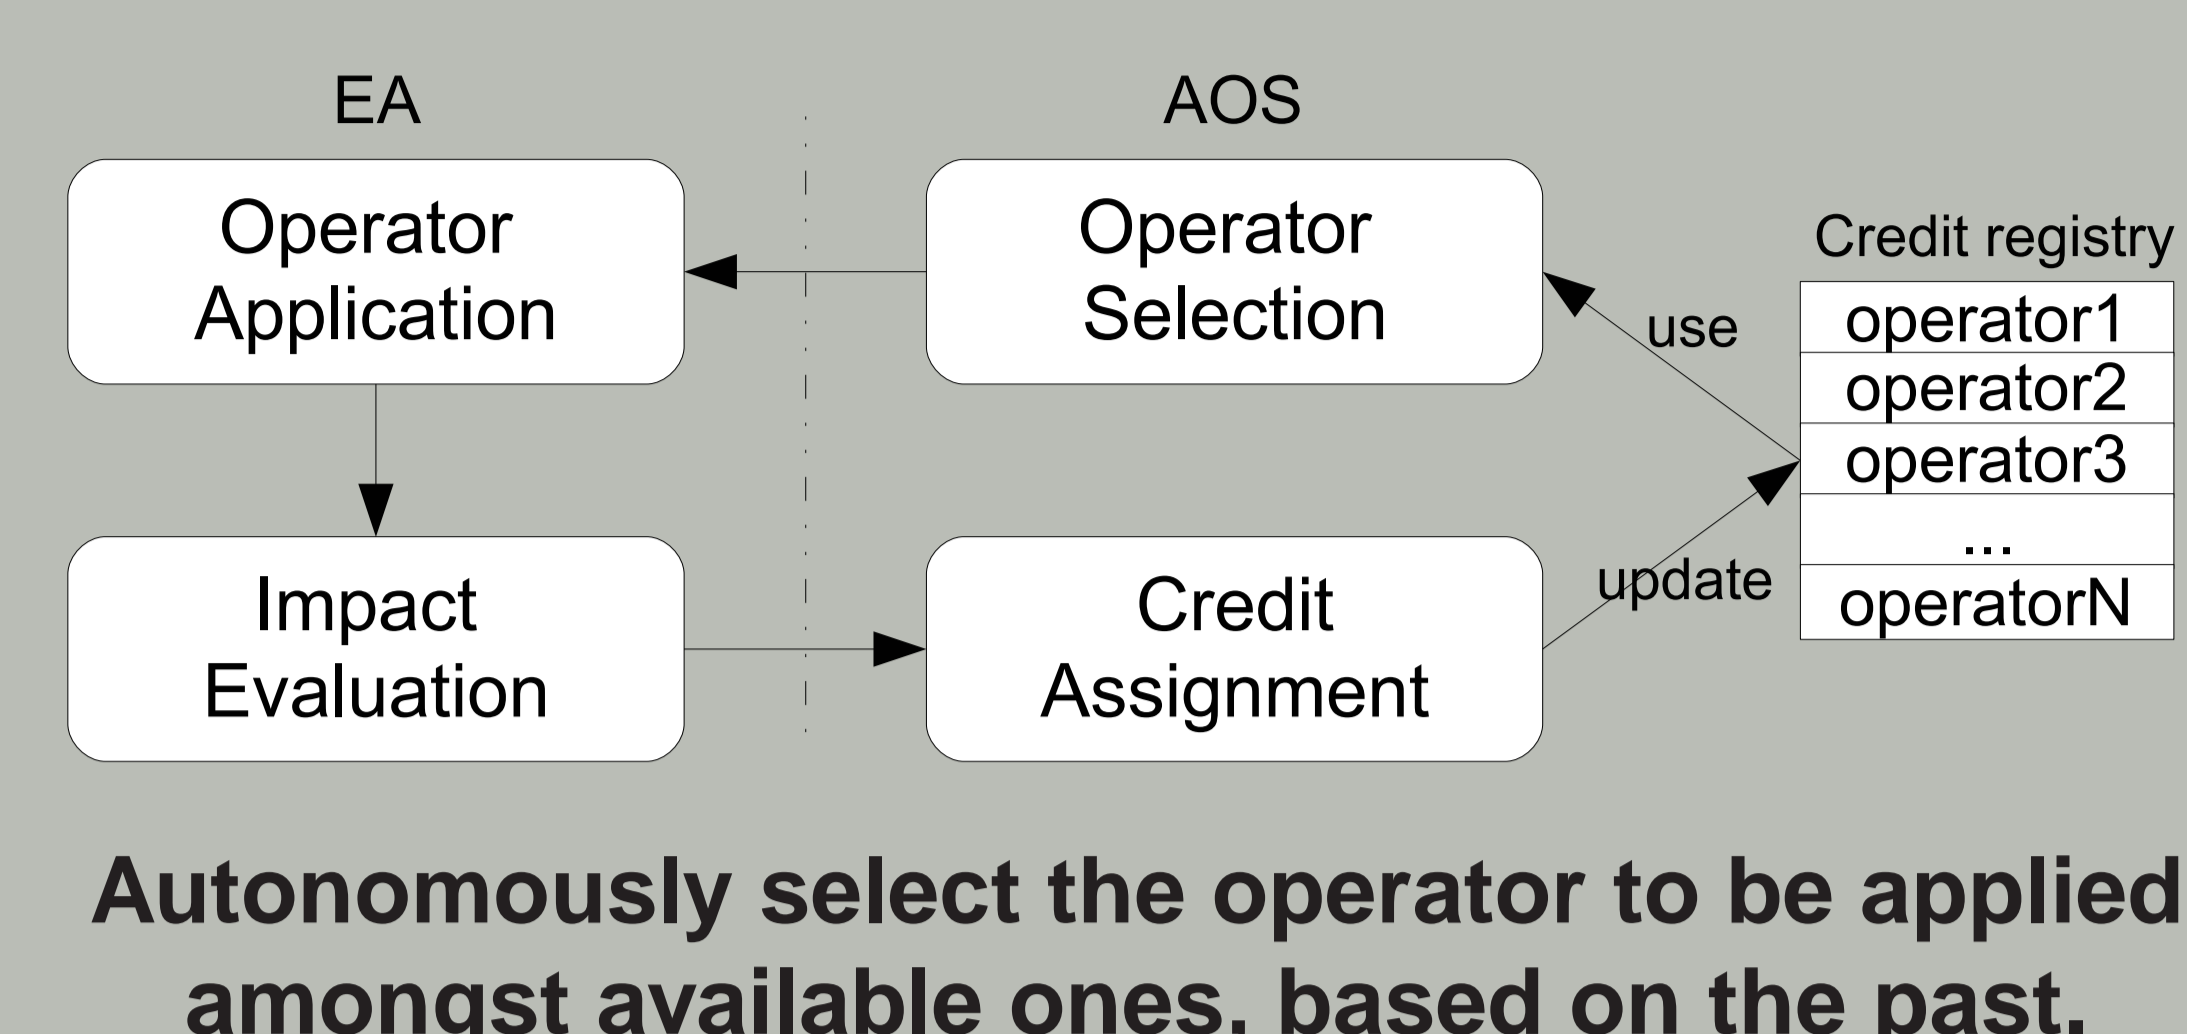 EA
AOS
Operator
Application
Operator
Selection
Credit registry
operator1
operator2
operator3
...
operatorN
use
update
Impact
Evaluation
Credit
Assignment
Autonomously select the operator to be applied
amongst available ones, based on the past.